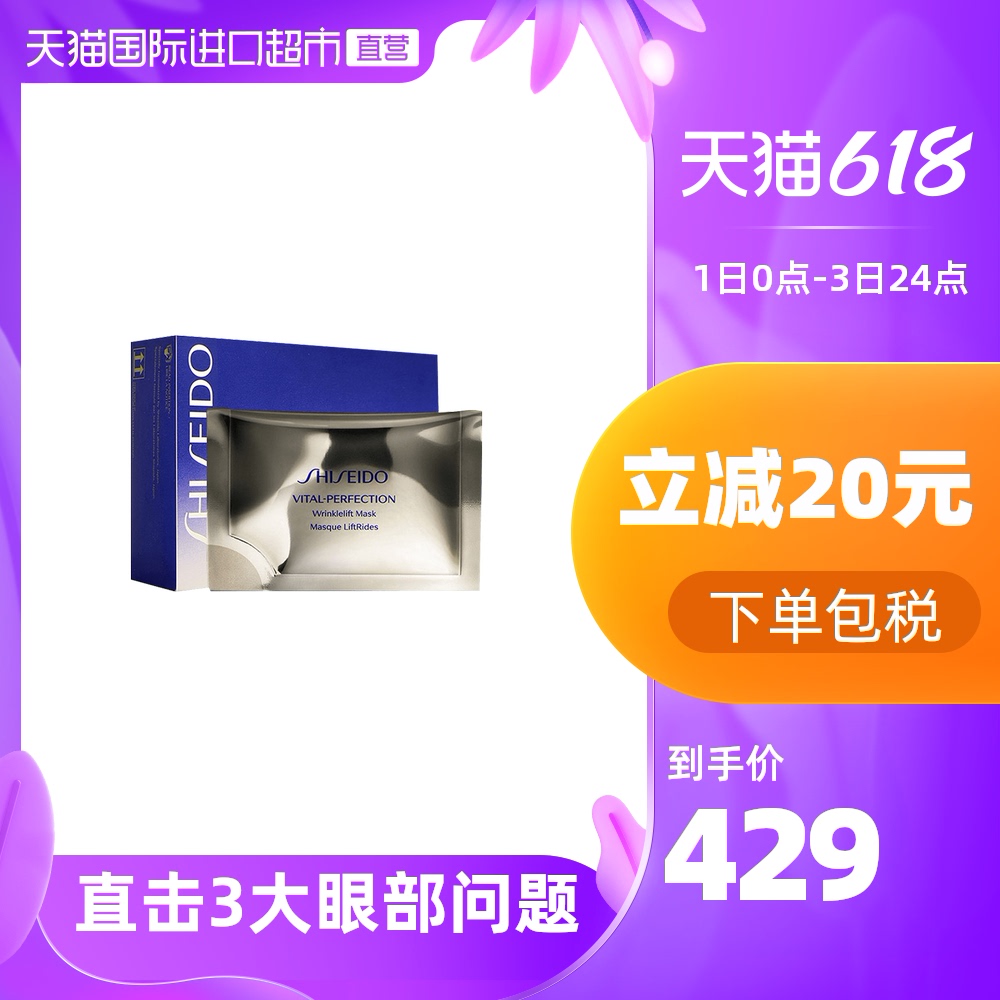 天猫国际进口超市 直营
天猫618
1日0点-3日24点
SHISEIDO
SHISEIDO
VITAL-PERFECTION
Wrinklelift Mask
Masque LiftRides
立减20元
下单包税
到手价
429
直击3大眼部问题